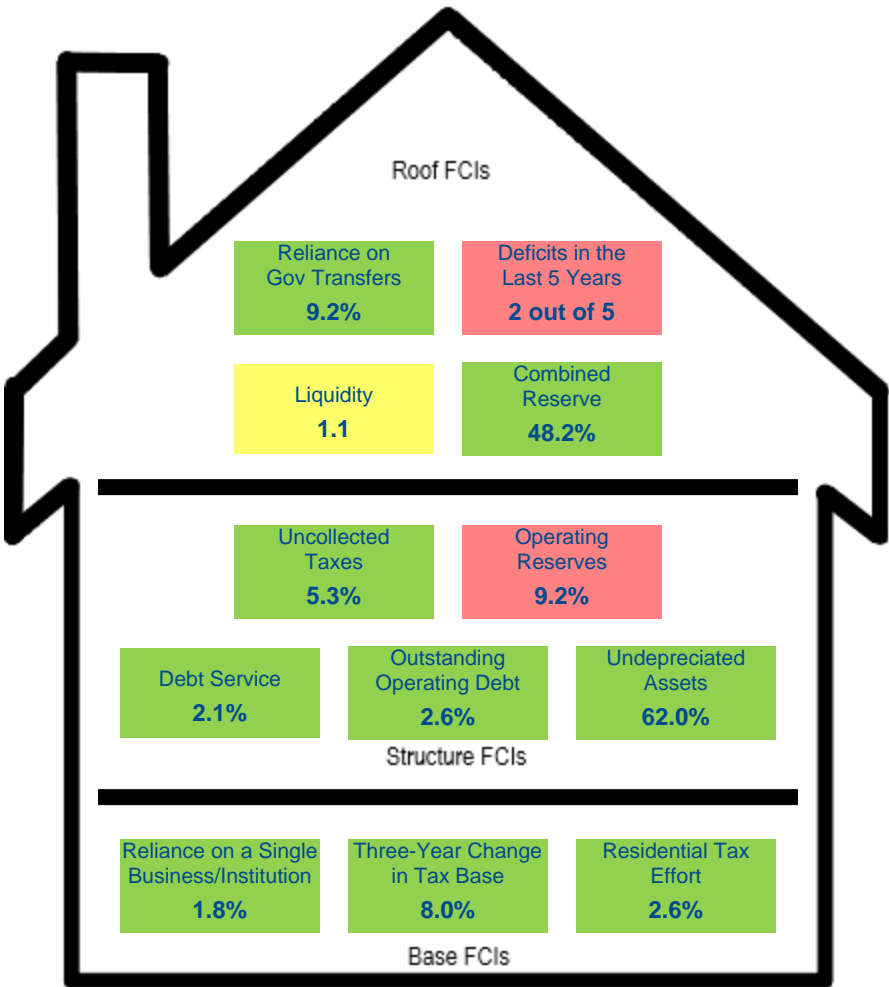 Roof FCIs
Reliance on
Gov Transfers
9.2%
Deficits in the
Last 5 Years
2 out of 5
Liquidity
1.1
Combined
Reserve
48.2%
Uncollected
Taxes
5.3%
Operating
Reserves
9.2%
Debt Service
2.1%
Outstanding
Operating Debt
2.6%
Undepreciated
Assets
62.0%
Structure FCIs
Reliance on a Single
Business/Institution
1.8%
Three-Year Change
in Tax Base
8.0%
Residential Tax
Effort
2.6%
Base FCIs